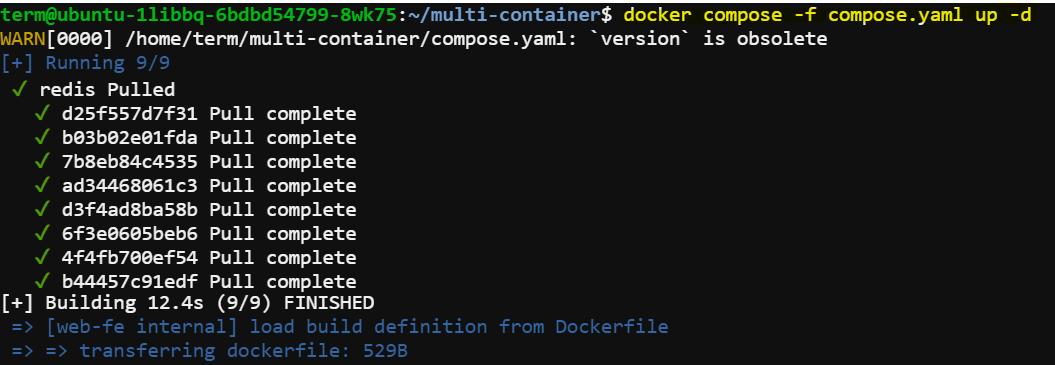 term@ubuntu-1libbq-6bdbd54799-8wk75:~/multi-container$ docker compose -f compose.yaml up -d
WARN[0000] /home/term/multi-container/compose.yaml: `version` is obsolete
[+] Running 9/9
✓ redis Pulled
✓ d25f557d7f31 Pull complete
✓ b03b02e01fda Pull complete
✓ 7b8eb84c4535 Pull complete
✓ ad34468061c3 Pull complete
✓ d3f4ad8ba58b Pull complete
✓ 6f3e0605beb6 Pull complete
✓ 4f4fb700ef54 Pull complete
✓ b44457c91edf Pull complete
[+] Building 12.4s (9/9) FINISHED
=> [web-fe internal] load build definition from Dockerfile
=> => transferring dockerfile: 529B